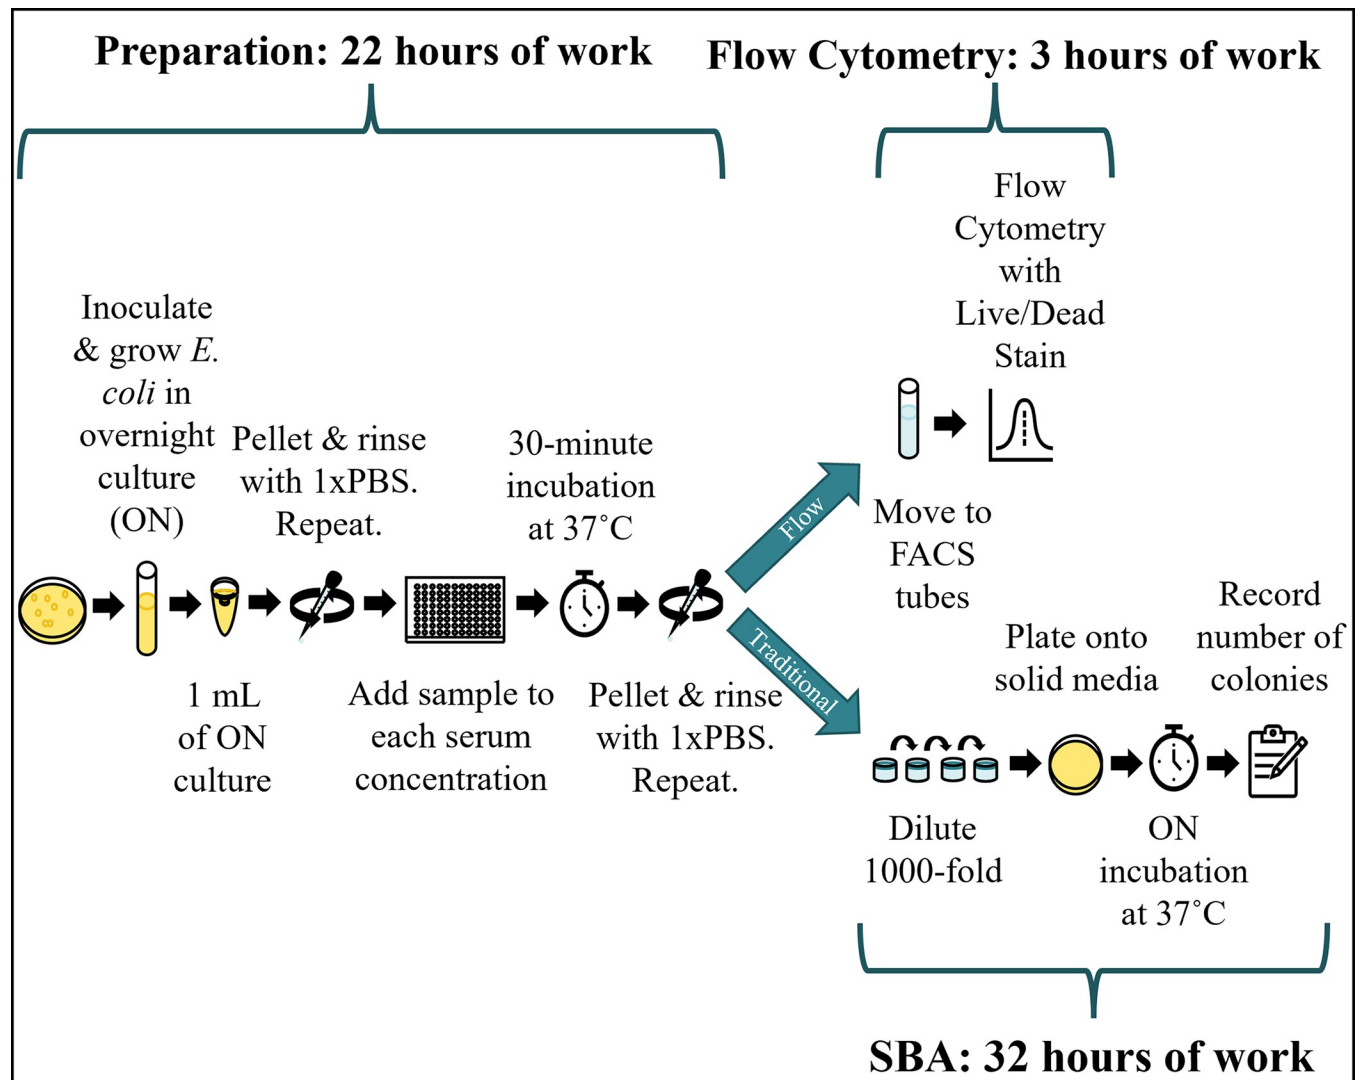 Preparation: 22 hours of work
Flow Cytometry: 3 hours of work
Inoculate
& grow E.
coli in
overnight
culture
(ON)
1 mL
of ON
culture
Pellet & rinse
with 1xPBS.
Repeat.
Add sample to
each serum
concentration
30-minute
incubation
at 37˚C
Pellet & rinse
with 1xPBS.
Repeat.
Flow
Move to
FACS
tubes
Flow
Cytometry
with
Live/Dead
Stain
Traditional
Dilute
1000-fold
Plate onto
solid media
ON
incubation
at 37˚C
Record
number of
colonies
SBA: 32 hours of work